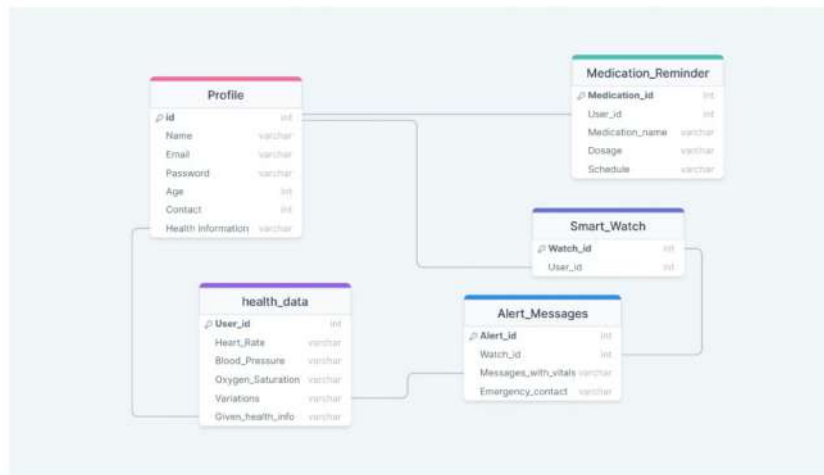 Profile
id int
Name varchar
Email varchar
Password varchar
Age int
Contact int
Health Information varchar
Medication_Reminder
Medication_id int
User_id int
Medication_name varchar
Dosage varchar
Schedule varchar
Smart_Watch
Watch_id int
User_id int
health_data
User_id int
Heart_Rate varchar
Blood_Pressure varchar
Oxygen_Saturation varchar
Variations varchar
Given_health_info varchar
Alert_Messages
Alert_id int
Watch_id int
Messages_with_vitals varchar
Emergency_contact varchar